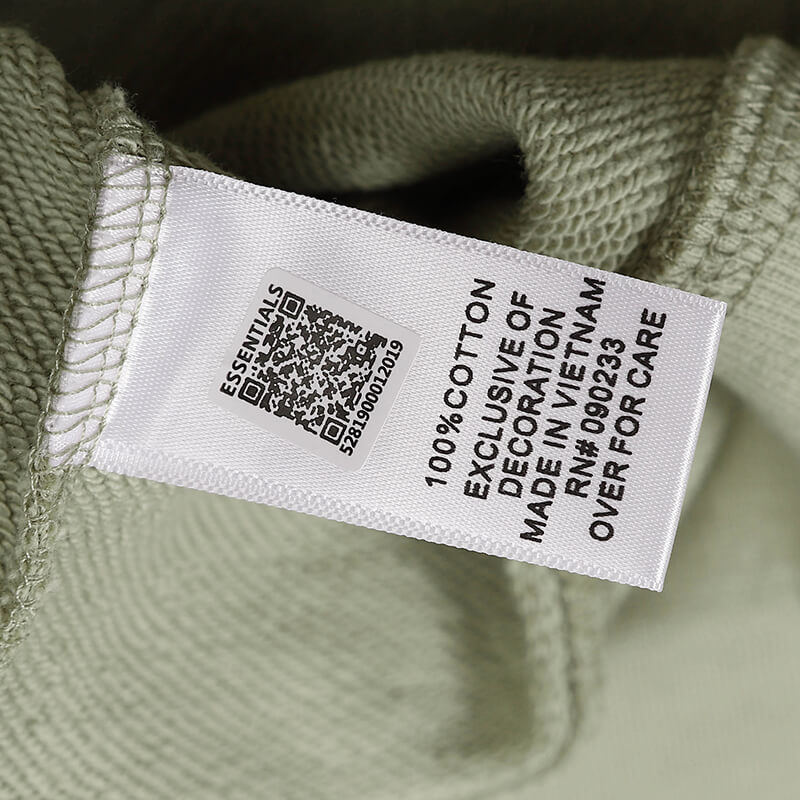 ESSENTIALS
5281900012019
100%COTTON
EXCLUSIVE OF
DECORATION
MADE IN VIETNAM
RN# 090233
OVER FOR CARE